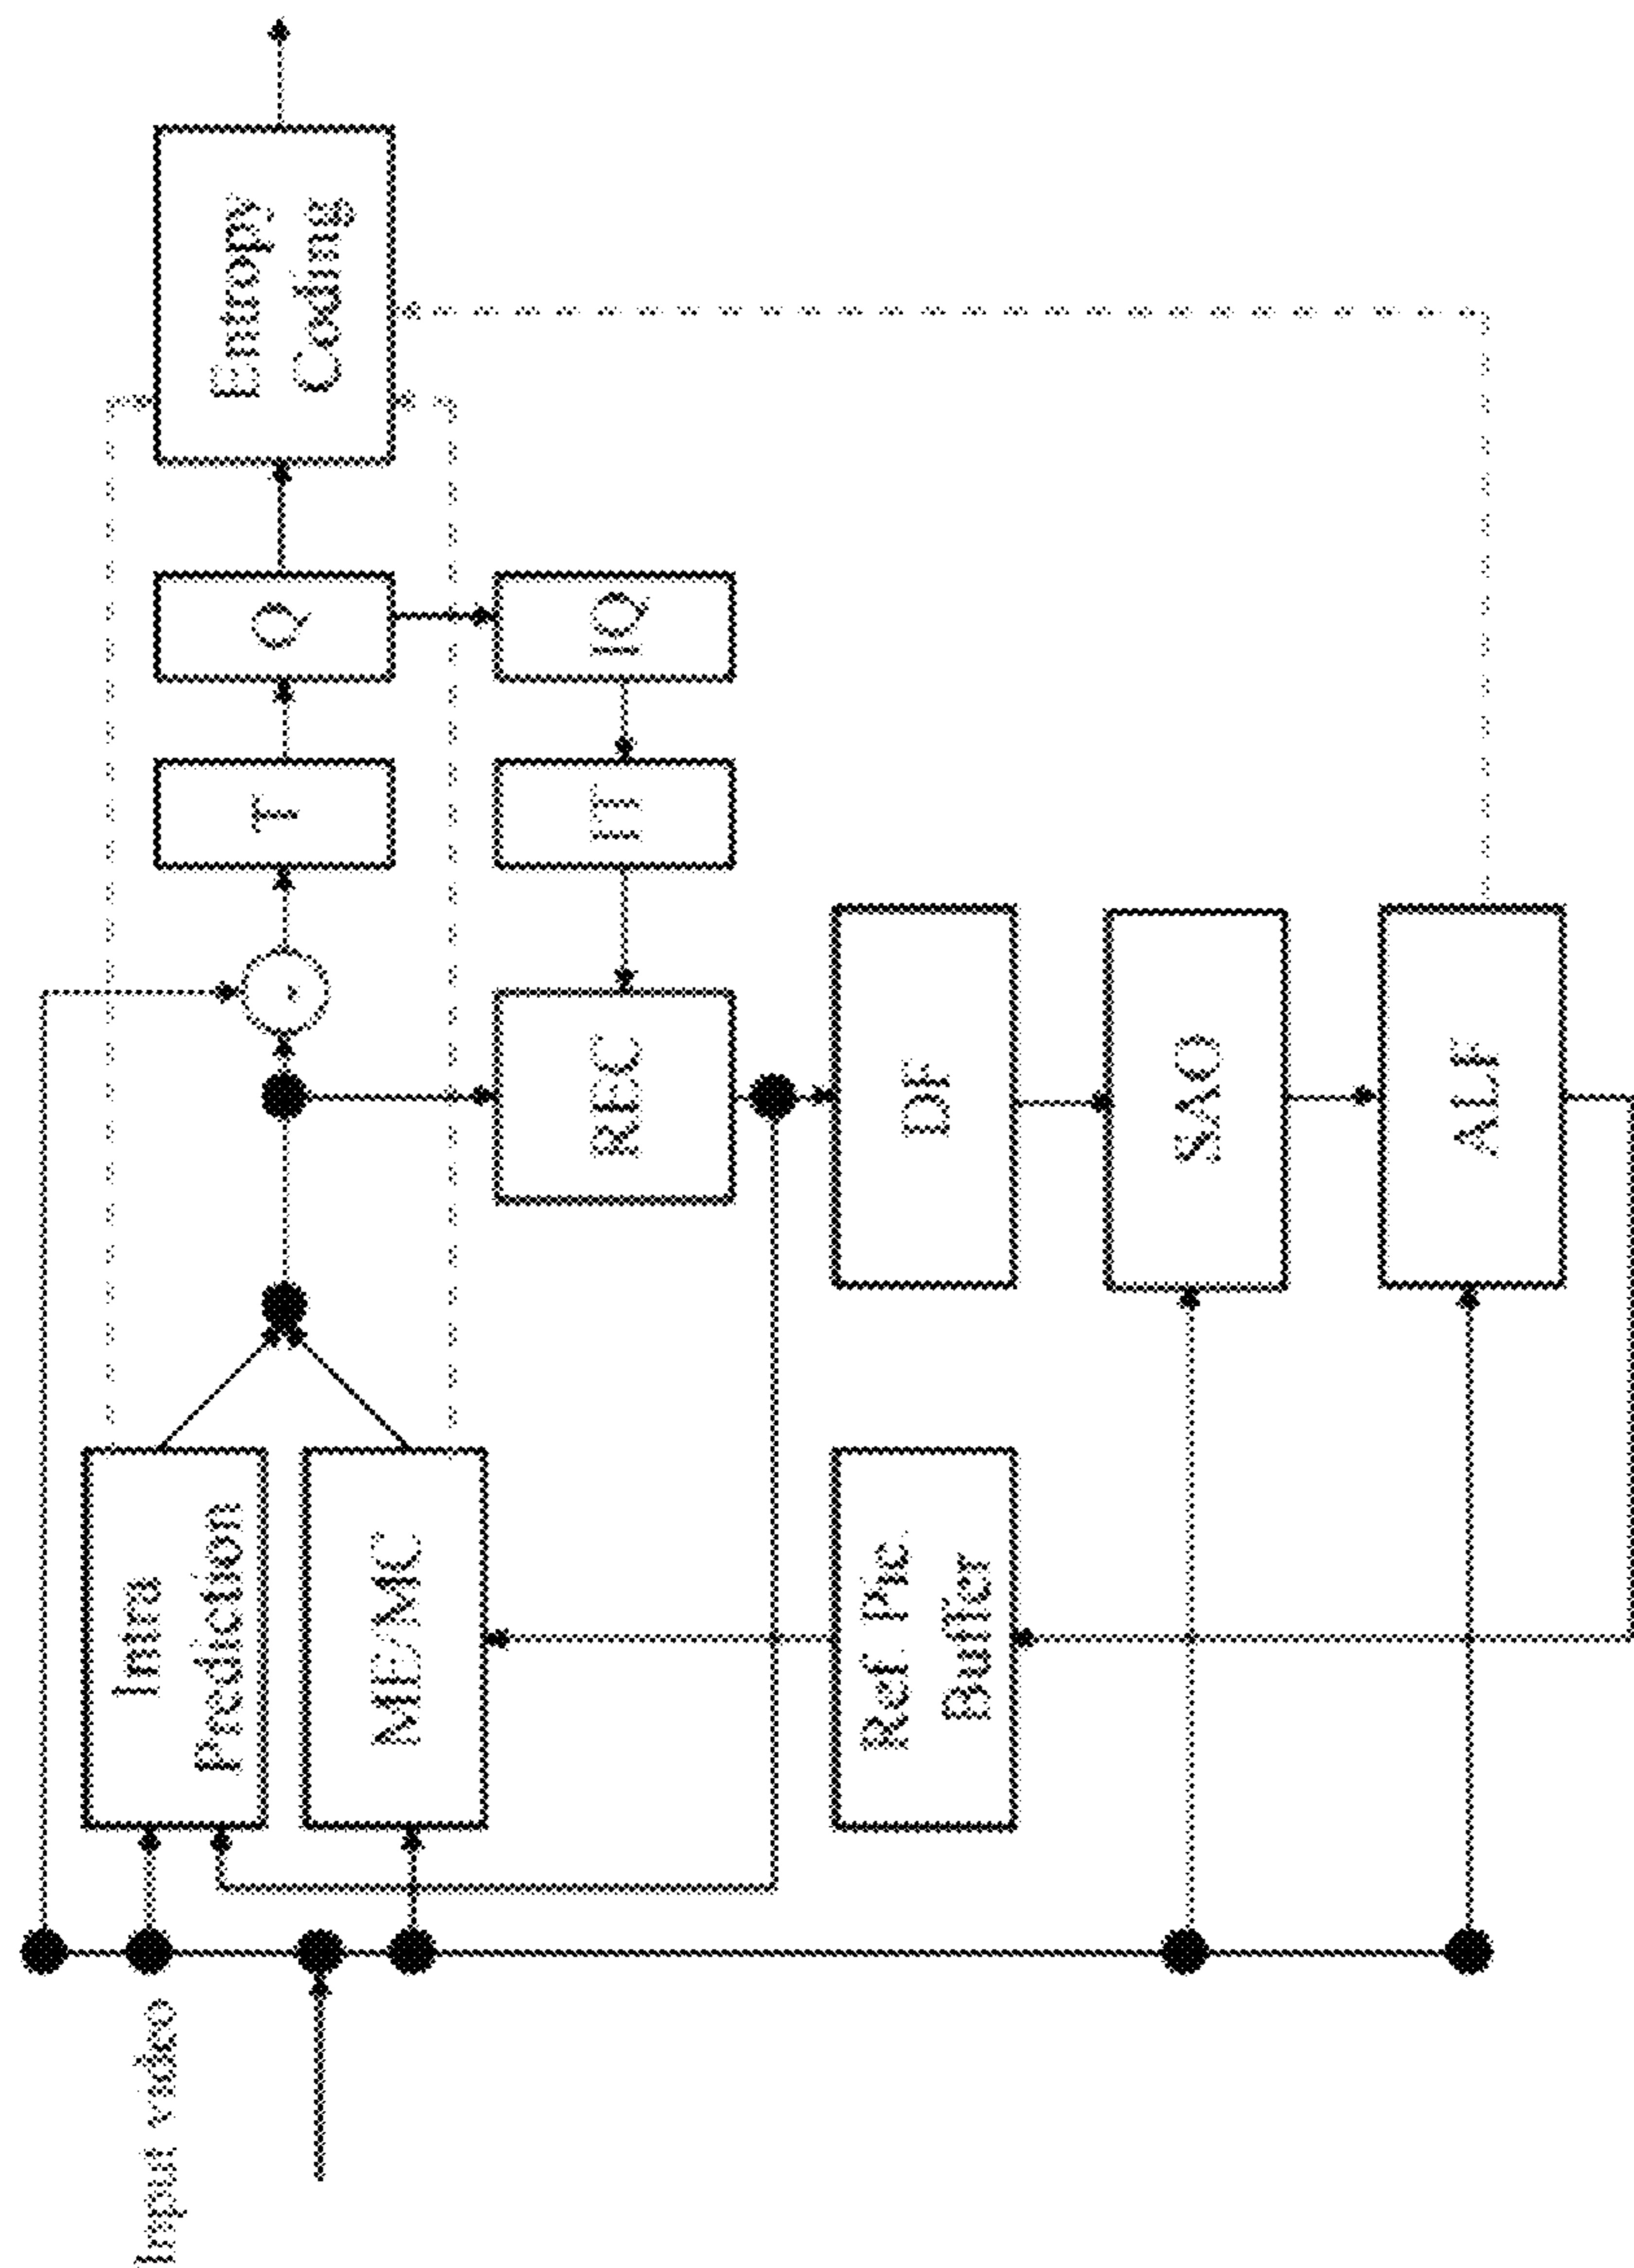 Input video
Intra
Prediction
ME/MC
-
T
Q
Entropy
Coding
REC
IT
IQ
Ref Pic
Buffer
DF
SAO
ALF